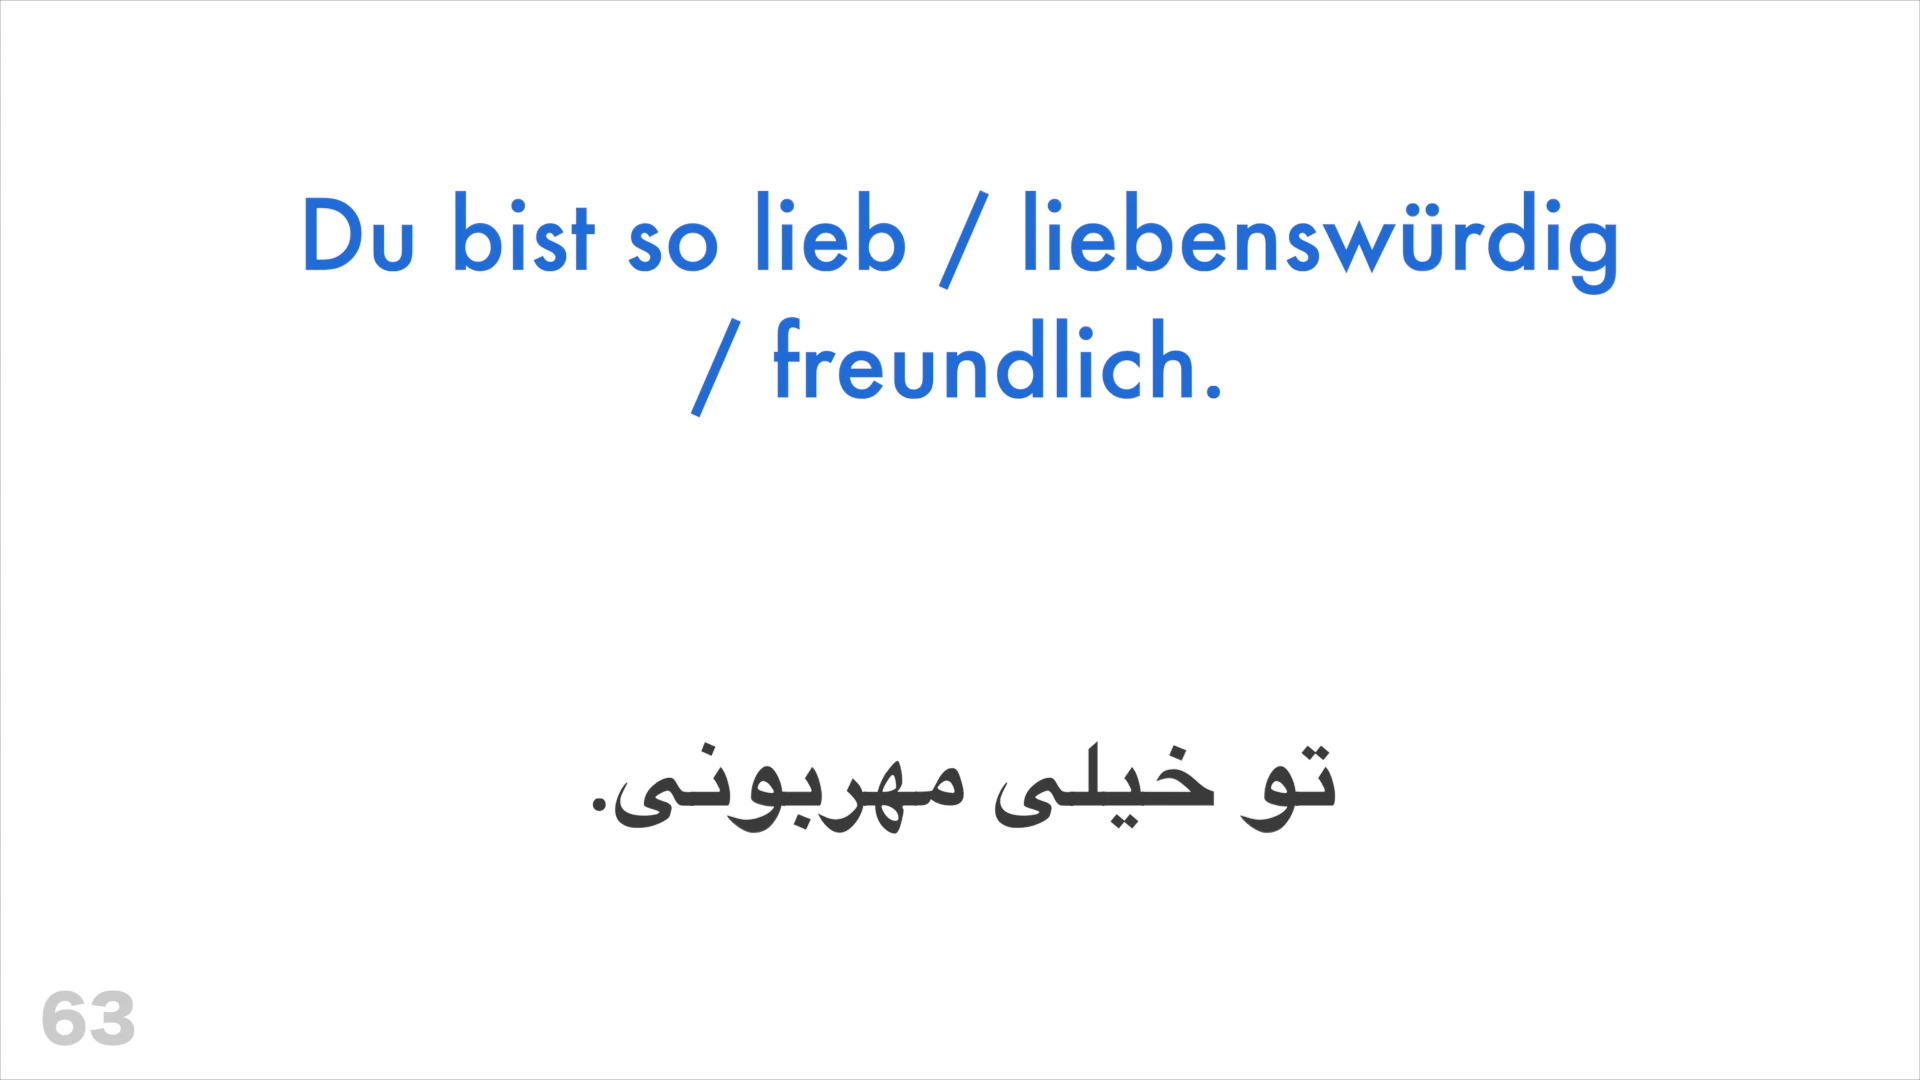 Du bist so lieb / liebenswürdig
/ freundlich.
تو خیلی مهربونی.
63